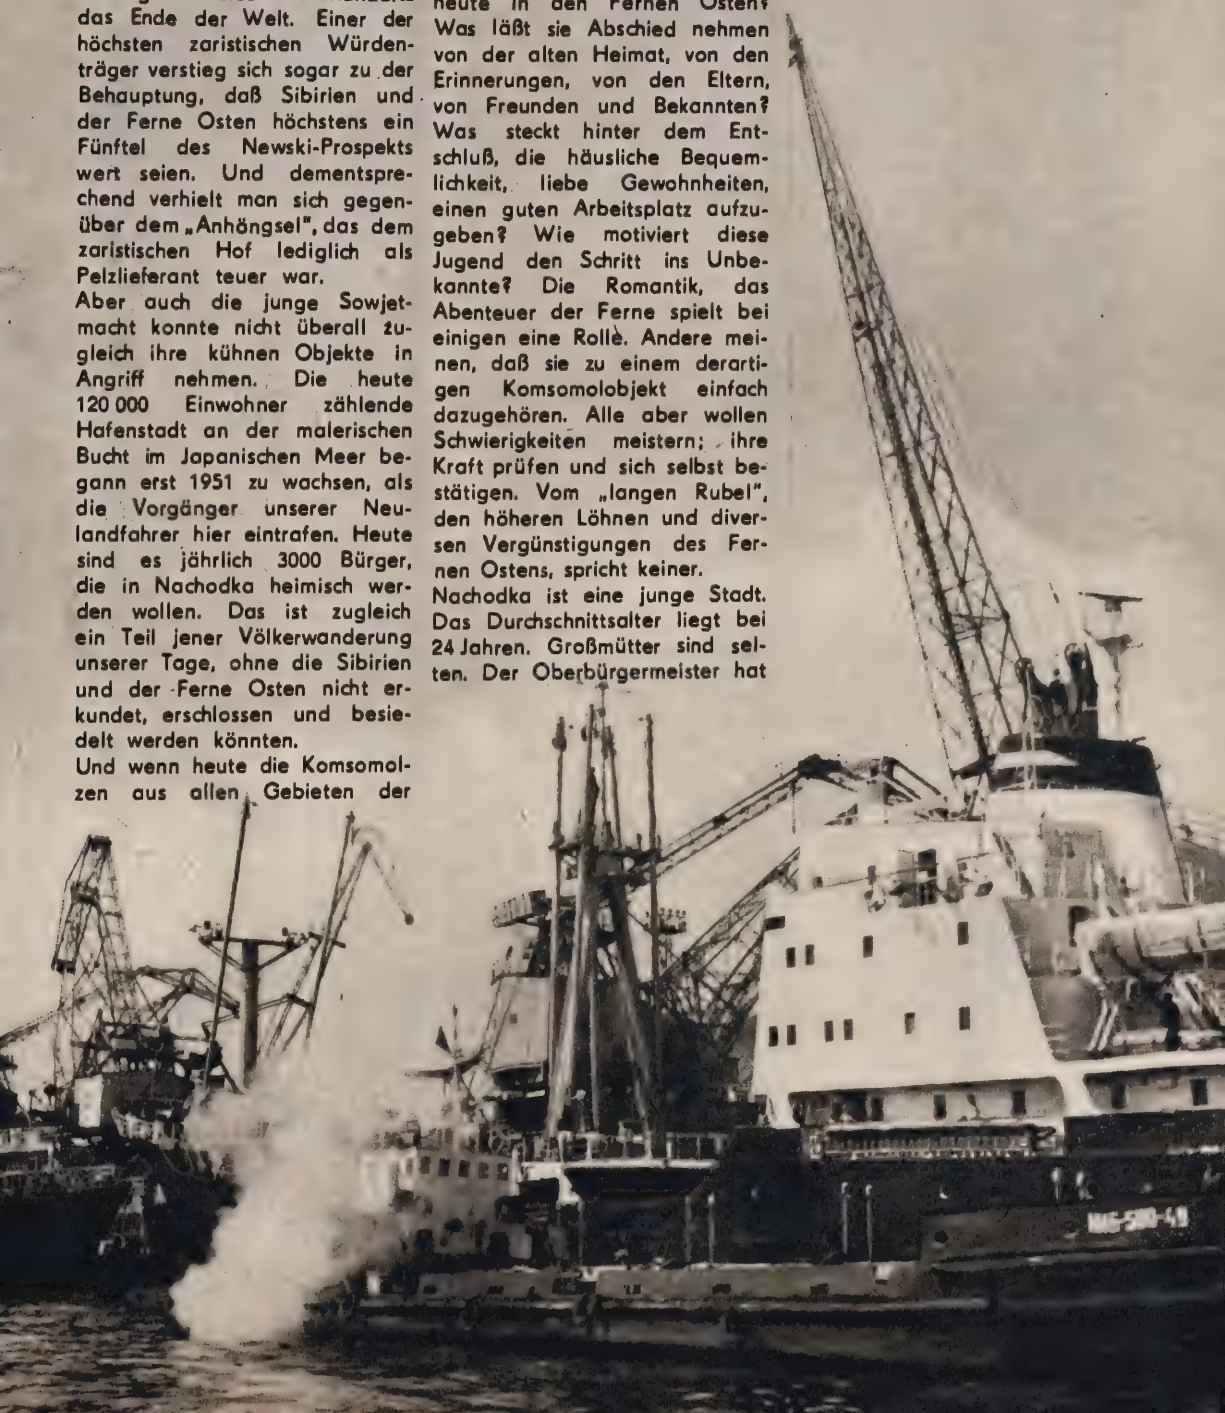 das Ende der Welt. Einer der
höchsten zaristischen Würden-
träger verstieg sich sogar zu der
Behauptung, daß Sibirien und
der Ferne Osten höchstens ein
Fünftel des Newski-Prospekts
wert seien. Und dementspre-
chend verhielt man sich gegen-
über dem „Anhängsel", das dem
zaristischen Hof lediglich als
Pelzlieferant teuer war.
Aber auch die junge Sowjet-
macht konnte nicht überall zu-
gleich ihre kühnen Objekte in
Angriff nehmen. Die heute
120 000 Einwohner zählende
Hafenstadt an der malerischen
Bucht im Japanischen Meer be-
gann erst 1951 zu wachsen, als
die Vorgänger unserer Neu-
landfahrer hier eintrafen. Heute
sind es jährlich 3000 Bürger,
die in Nachodka heimisch wer-
den wollen. Das ist zugleich
ein Teil jener Völkerwanderung
unserer Tage, ohne die Sibirien
und der Ferne Osten nicht er-
kundet, erschlossen und besie-
delt werden könnten.
Und wenn heute die Komsomol-
zen aus allen Gebieten der
heute in den Fernen Osten?
Was läßt sie Abschied nehmen
von der alten Heimat, von den
Erinnerungen, von den Eltern,
von Freunden und Bekannten?
Was steckt hinter dem Ent-
schluß, die häusliche Bequem-
lichkeit, liebe Gewohnheiten,
einen guten Arbeitsplatz aufzu-
geben? Wie motiviert diese
Jugend den Schritt ins Unbe-
kannte? Die Romantik, das
Abenteuer der Ferne spielt bei
einigen eine Rolle. Andere mei-
nen, daß sie zu einem derarti-
gen Komsomolobjekt einfach
dazugehören. Alle aber wollen
Schwierigkeiten meistern; ihre
Kraft prüfen und sich selbst be-
stätigen. Vom „langen Rubel",
den höheren Löhnen und diver-
sen Vergünstigungen des Fer-
nen Ostens, spricht keiner.
Nachodka ist eine junge Stadt.
Das Durchschnittsalter liegt bei
24 Jahren. Großmütter sind sel-
ten. Der Oberbürgermeister hat